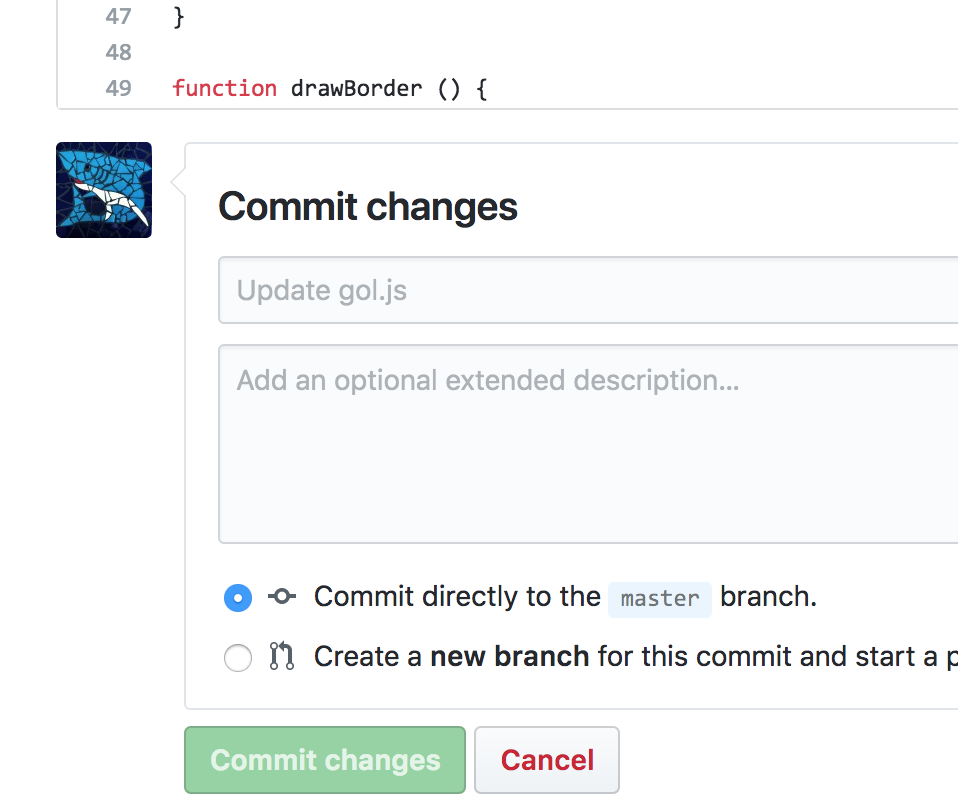 47 }
48
49 function drawBorder () {
Commit changes
Update gol.js
Add an optional extended description...
Commit directly to the master branch.
Create a new branch for this commit and start a p
Commit changes Cancel